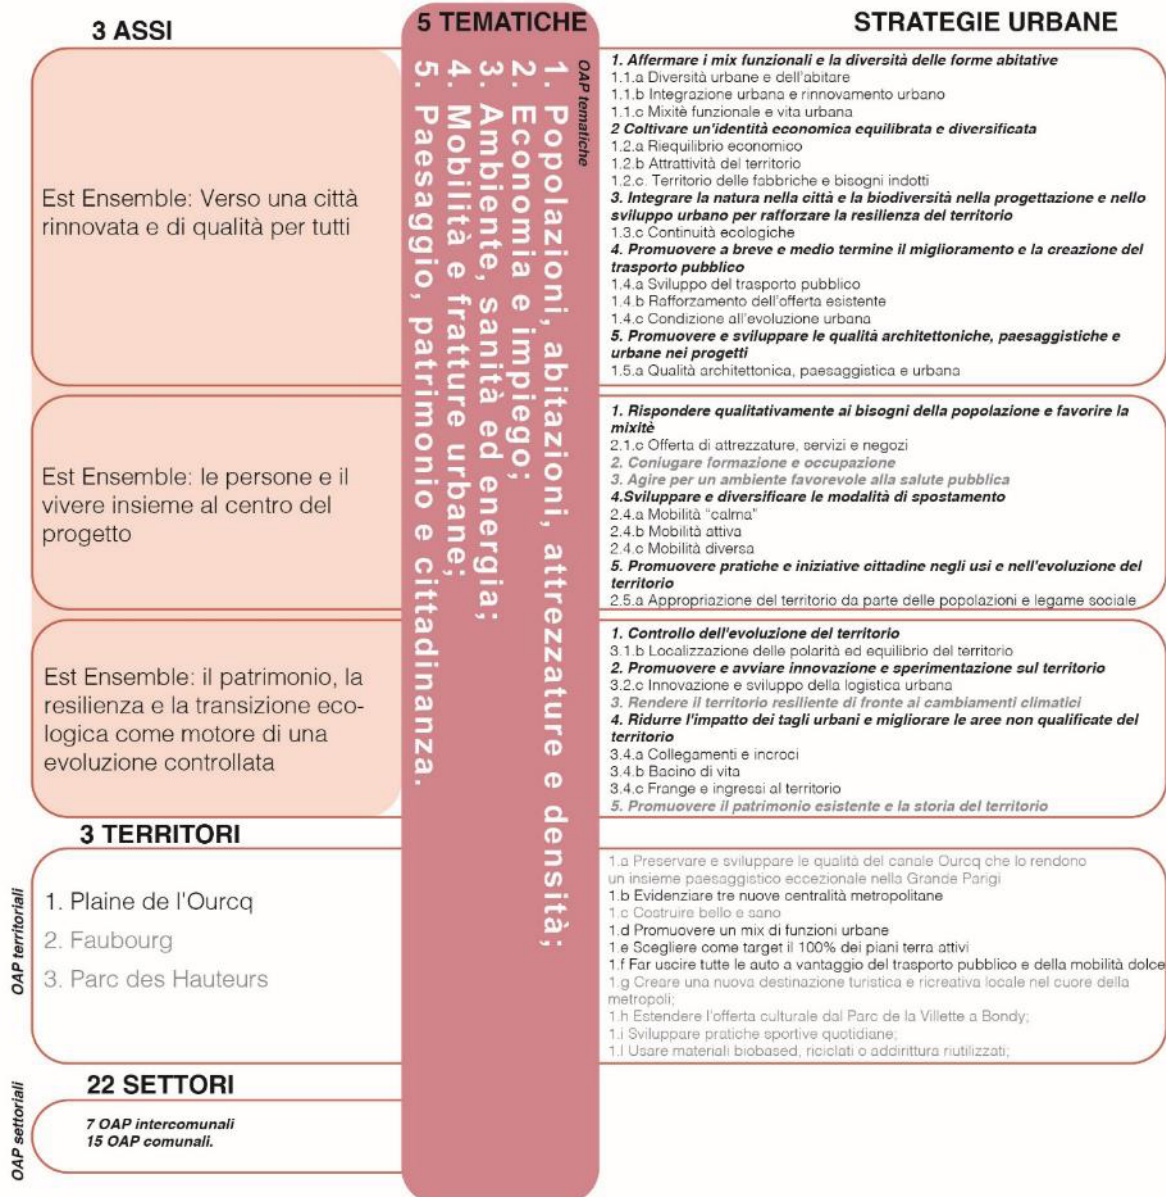 3 ASSI
5 TEMATICHE
STRATEGIE URBANE
OAP tematiche
1. Popolazioni, abitazioni, attrezzature e densità;
2. Economia e impiego;
3. Ambiente, sanità ed energia;
4. Mobilità e fratture urbane;
5. Paesaggio, patrimonio e cittadinanza.
Est Ensemble: Verso una città
rinnovata e di qualità per tutti
1. Affermare i mix funzionali e la diversità delle forme abitative
1.1.a Diversità urbane e dell'abitare
1.1.b Integrazione urbana e rinnovamento urbano
1.1.c Mixitè funzionale e vita urbana
2 Coltivare un'identità economica equilibrata e diversificata
1.2.a Riequilibrio economico
1.2.b Attrattività del territorio
1.2.c. Territorio delle fabbriche e bisogni indotti
3. Integrare la natura nella città e la biodiversità nella progettazione e nello
sviluppo urbano per rafforzare la resilienza del territorio
1.3.c Continuità ecologiche
4. Promuovere a breve e medio termine il miglioramento e la creazione del
trasporto pubblico
1.4.a Sviluppo del trasporto pubblico
1.4.b Rafforzamento dell'offerta esistente
1.4.c Condizione all'evoluzione urbana
5. Promuovere e sviluppare le qualità architettoniche, paesaggistiche e
urbane nei progetti
1.5.a Qualità architettonica, paesaggistica e urbana
Est Ensemble: le persone e il
vivere insieme al centro del
progetto
1. Rispondere qualitativamente ai bisogni della popolazione e favorire la
mixitè
2.1.c Offerta di attrezzature, servizi e negozi
2. Coniugare formazione e occupazione
3. Agire per un ambiente favorevole alla salute pubblica
4.Sviluppare e diversificare le modalità di spostamento
2.4.a Mobilità "calma"
2.4.b Mobilità attiva
2.4.c Mobilità diversa
5. Promuovere pratiche e iniziative cittadine negli usi e nell'evoluzione del
territorio
2.5.a Appropriazione del territorio da parte delle popolazioni e legame sociale
Est Ensemble: il patrimonio, la
resilienza e la transizione eco-
logica come motore di una
evoluzione controllata
1. Controllo dell'evoluzione del territorio
3.1.b Localizzazione delle polarità ed equilibrio del territorio
2. Promuovere e avviare innovazione e sperimentazione sul territorio
3.2.c Innovazione e sviluppo della logistica urbana
3. Rendere il territorio resiliente di fronte ai cambiamenti climatici
4. Ridurre l'impatto dei tagli urbani e migliorare le aree non qualificate del
territorio
3.4.a Collegamenti e incroci
3.4.b Bacino di vita
3.4.c Frange e ingressi al territorio
5. Promuovere il patrimonio esistente e la storia del territorio
3 TERRITORI
OAP territoriali
1. Plaine de l'Ourcq
2. Faubourg
3. Parc des Hauteurs
1.a Preservare e sviluppare le qualità del canale Ourcq che lo rendono
un insieme paesaggistico eccezionale nella Grande Parigi
1.b Evidenziare tre nuove centralità metropolitane
1.c Costruire bello e sano
1.d Promuovere un mix di funzioni urbane
1.e Scegliere come target il 100% dei piani terra attivi
1.f Far uscire tutte le auto a vantaggio del trasporto pubblico e della mobilità dolce
1.g Creare una nuova destinazione turistica e ricreativa locale nel cuore della
metropoli;
1.h Estendere l'offerta culturale dal Parc de la Villette a Bondy;
1.i Sviluppare pratiche sportive quotidiane;
1.l Usare materiali biobased, riciclati o addirittura riutilizzati;
22 SETTORI
OAP settoriali
7 OAP intercomunali
15 OAP comunali.